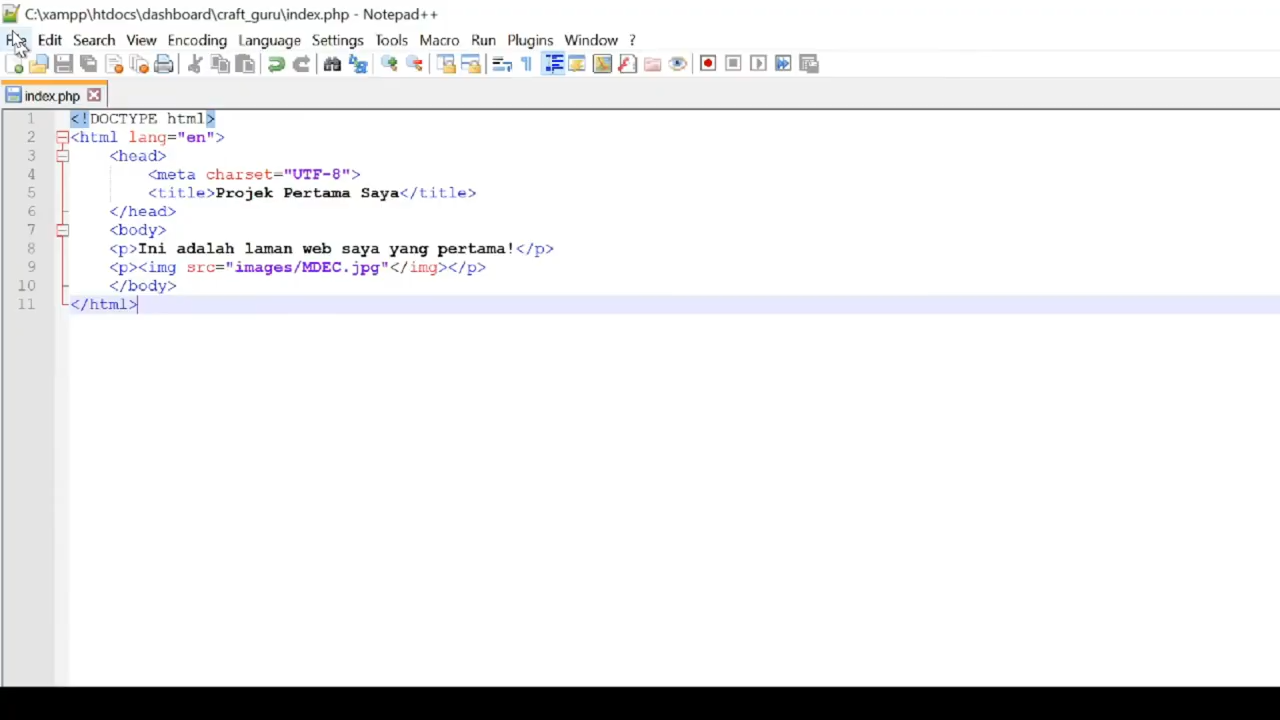 C:\xampp\htdocs\dashboard\craft_guru\index.php - Notepad++
Edit Search View Encoding Language Settings Tools Macro Run Plugins Window ?
index.php
1 <!DOCTYPE html>
2 <html lang="en">
3 <head>
4 <meta charset="UTF-8">
5 <title>Projek Pertama Saya</title>
6 </head>
7 <body>
8 <p>Ini adalah laman web saya yang pertama!</p>
9 <p><img src="images/MDEC.jpg"</img></p>
10 </body>
11 </html>